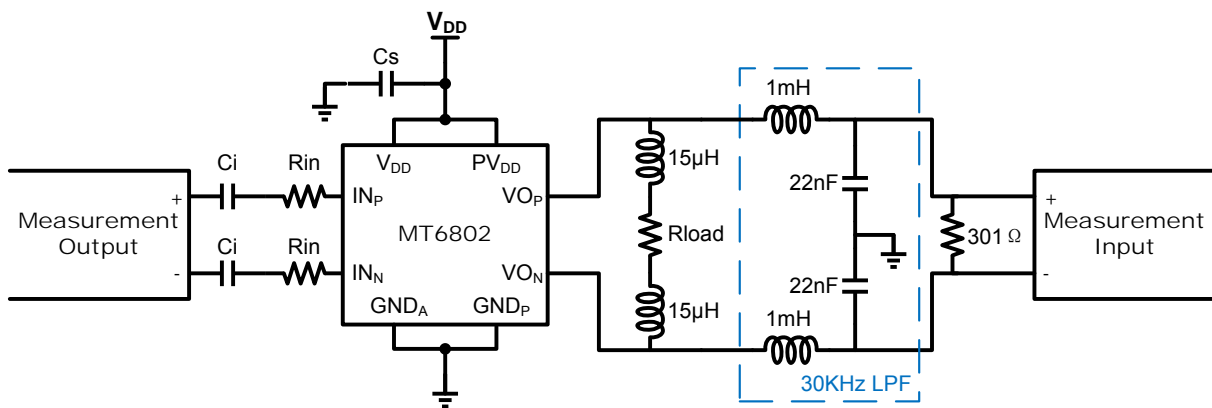 VDD
Cs
1mH
Ci
Rin
VDD
PVDD
15µH
22nF
+
INP
VOP
+
Measurement
Output
MT6802
Rload
301 Ω
Measurement
Input
Ci
Rin
-
INN
VON
22nF
-
GNDA
GNDP
15µH
1mH
30KHz LPF